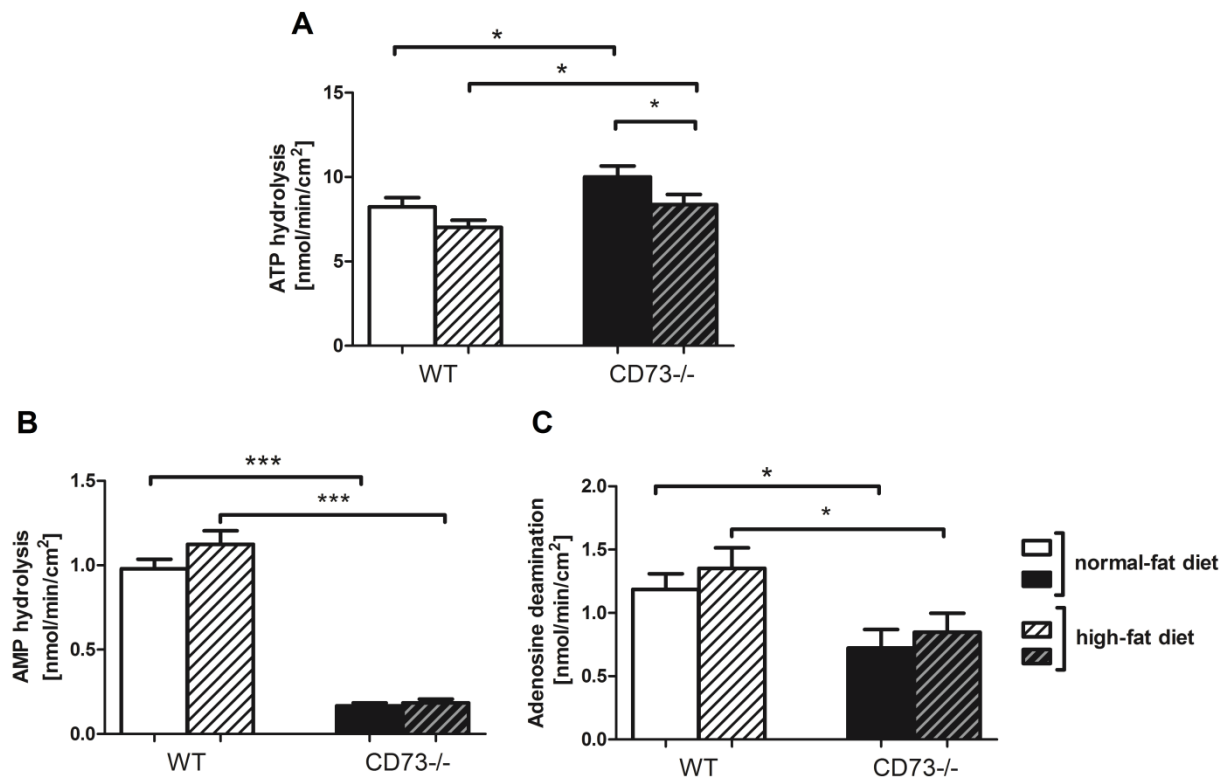 A
*
*
*
ATP hydrolysis
[nmol/min/cm²]
15
10
5
0
WT
CD73-/-
B
***
***
AMP hydrolysis
[nmol/min/cm²]
1.5
1.0
0.5
0.0
WT
CD73-/-
C
*
*
Adenosine deamination
[nmol/min/cm²]
2.0
1.5
1.0
0.5
0.0
WT
CD73-/-
normal-fat diet
high-fat diet